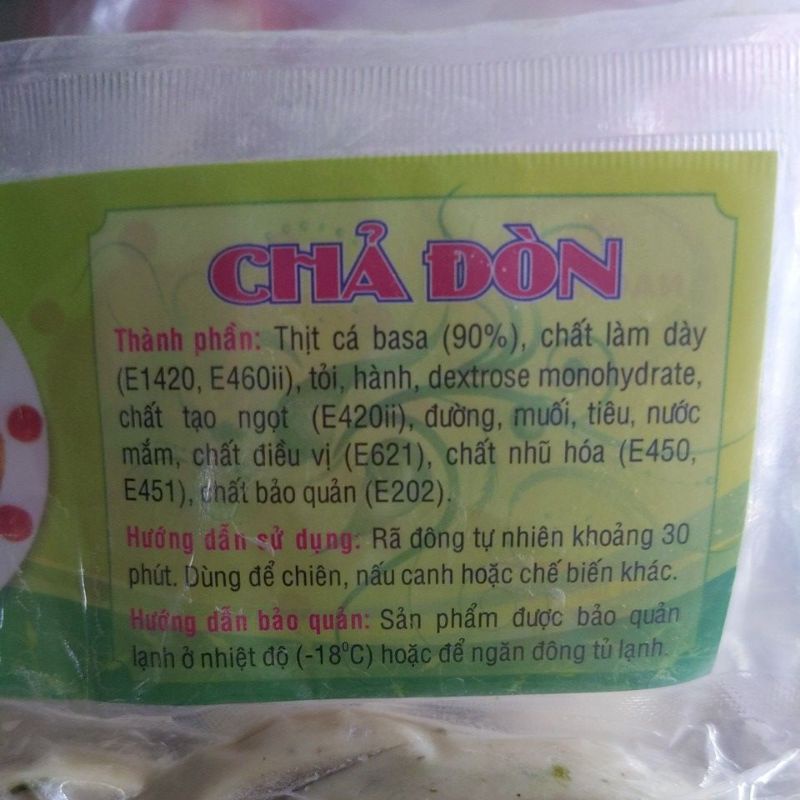 CHẢ ĐÒN
Thành phần: Thịt cá basa (90%), chất làm dày
(E1420, E460ii), tỏi, hành, dextrose monohydrate,
chất tạo ngọt (E420ii), đường, muối, tiêu, nước
mắm, chất điều vị (E621), chất nhũ hóa (E450,
E451), chất bảo quản (E202).
Hướng dẫn sử dụng: Rã đông tự nhiên khoảng 30
phút. Dùng để chiên, nấu canh hoặc chế biến khác.
Hướng dẫn bảo quản: Sản phẩm được bảo quản
lạnh ở nhiệt độ (-18⁰C) hoặc để ngăn đông tủ lạnh.